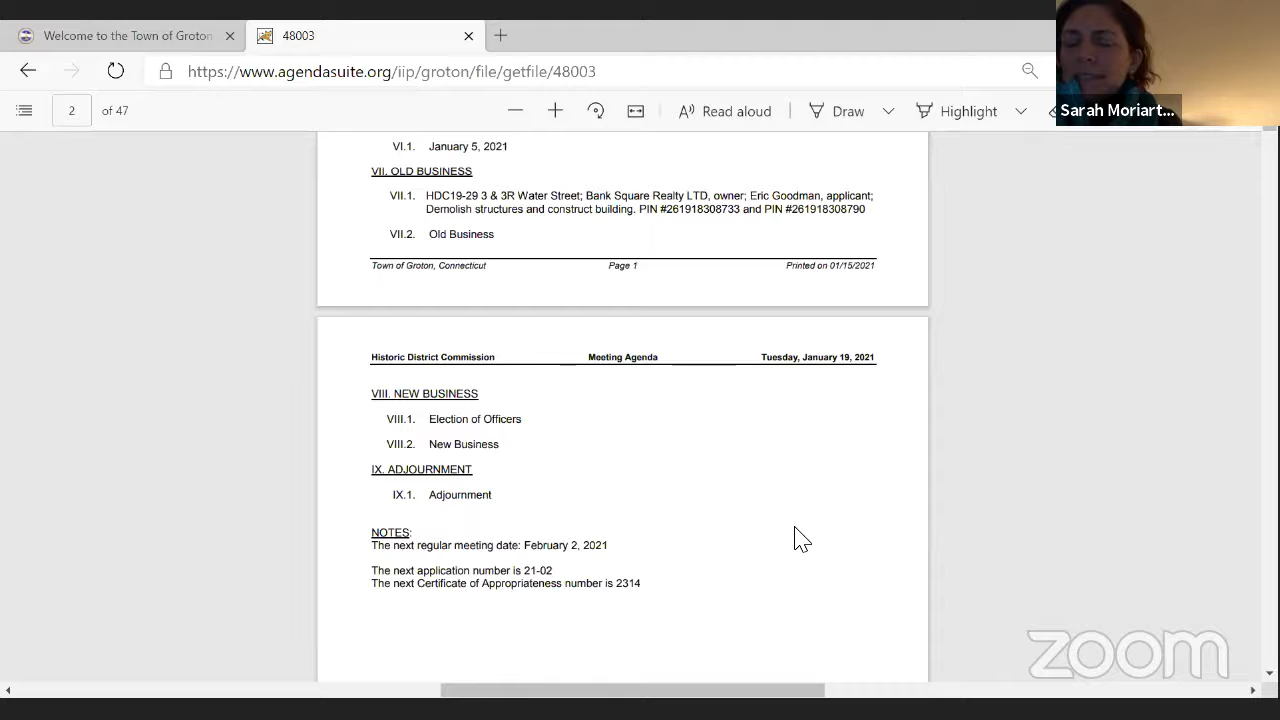 Welcome to the Town of Groton
48003
https://www.agendasuite.org/iip/groton/file/getfile/48003
2 of 47
Read aloud
Draw
Highlight
Sarah Moriart...
VI.1. January 5, 2021
VII. OLD BUSINESS
VII.1. HDC19-29 3 & 3R Water Street; Bank Square Realty LTD, owner; Eric Goodman, applicant;
Demolish structures and construct building. PIN #261918308733 and PIN #261918308790
VII.2. Old Business
Town of Groton, Connecticut Page 1 Printed on 01/15/2021
Historic District Commission Meeting Agenda Tuesday, January 19, 2021
VIII. NEW BUSINESS
VIII.1. Election of Officers
VIII.2. New Business
IX. ADJOURNMENT
IX.1. Adjournment
NOTES:
The next regular meeting date: February 2, 2021
The next application number is 21-02
The next Certificate of Appropriateness number is 2314
zoom